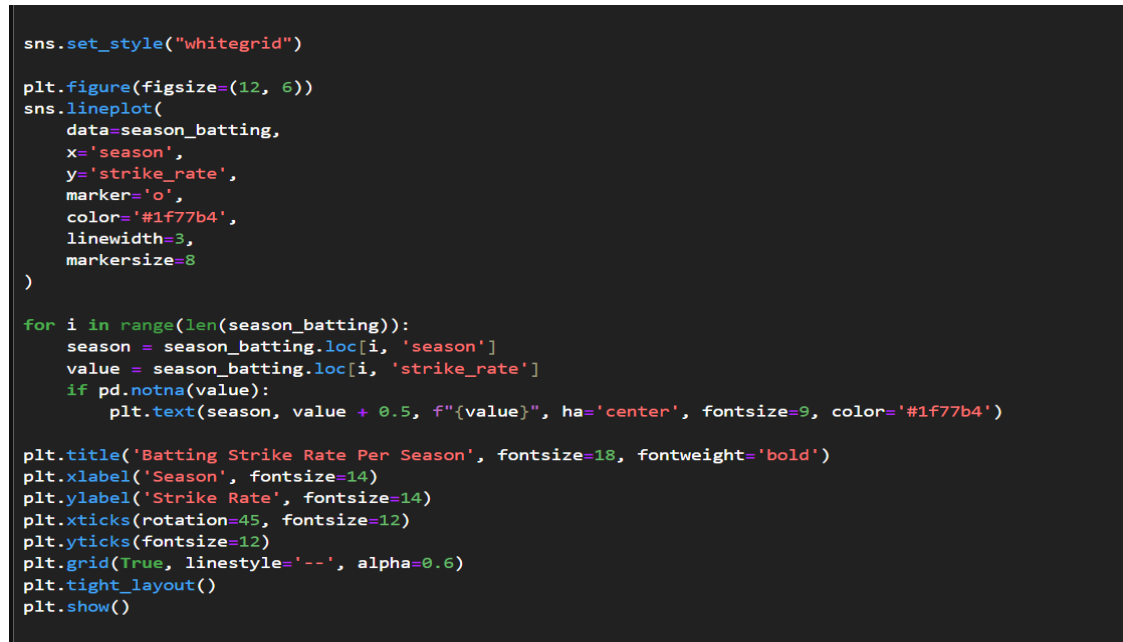 sns.set_style("whitegrid")

plt.figure(figsize=(12, 6))
sns.lineplot(
    data=season_batting,
    x='season',
    y='strike_rate',
    marker='o',
    color='#1f77b4',
    linewidth=3,
    markersize=8
)

for i in range(len(season_batting)):
    season = season_batting.loc[i, 'season']
    value = season_batting.loc[i, 'strike_rate']
    if pd.notna(value):
        plt.text(season, value + 0.5, f"{value}", ha='center', fontsize=9, color='#1f77b4')

plt.title('Batting Strike Rate Per Season', fontsize=18, fontweight='bold')
plt.xlabel('Season', fontsize=14)
plt.ylabel('Strike Rate', fontsize=14)
plt.xticks(rotation=45, fontsize=12)
plt.yticks(fontsize=12)
plt.grid(True, linestyle='--', alpha=0.6)
plt.tight_layout()
plt.show()